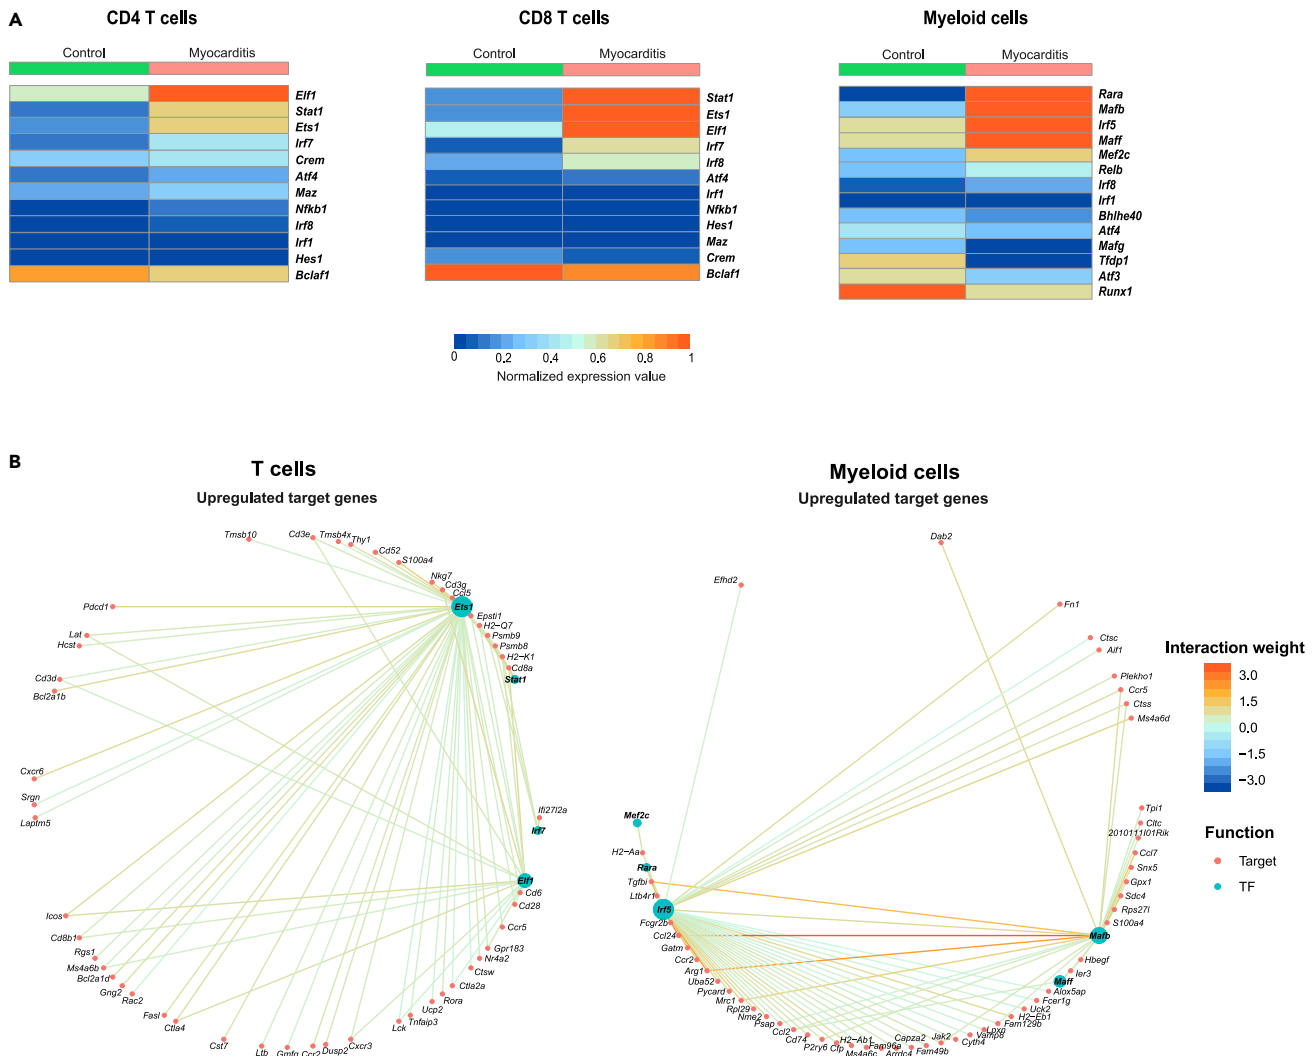 A
CD4 T cells
Control
Myocarditis
Elf1
Stat1
Ets1
Irf7
Crem
Atf4
Maz
Nfkb1
Irf8
Irf1
Hes1
Bclaf1
CD8 T cells
Control
Myocarditis
Stat1
Ets1
Elf1
Irf7
Irf8
Atf4
Irf1
Nfkb1
Hes1
Maz
Crem
Bclaf1
Myeloid cells
Control
Myocarditis
Rara
Mafb
Irf5
Maff
Mef2c
Relb
Irf8
Irf1
Bhlhe40
Atf4
Mafg
Tfdp1
Atf3
Runx1
0 0.2 0.4 0.6 0.8 1
Normalized expression value
B
T cells
Upregulated target genes
Tmsb10
Cd3e
Tmsb4x
Thy1
Cd52
S100a4
Nkg7
Cd3g
Ccl5
Ets1
Epsti1
H2−Q7
Psmb9
Psmb8
H2−K1
Cd8a
Stat1
Pdcd1
Lat
Hcst
Cd3d
Bcl2a1b
Cxcr6
Srgn
Laptm5
Ifi27l2a
Irf7
Elf1
Cd6
Cd28
Ccr5
Gpr183
Nr4a2
Ctsw
Ctla2a
Rora
Ucp2
Tnfaip3
Lck
Cxcr3
Dusp2
Ccr2
Gmfg
Ltb
Cst7
Ctla4
Fasl
Rac2
Gng2
Bcl2a1d
Ms4a6b
Rgs1
Cd8b1
Icos
Myeloid cells
Upregulated target genes
Dab2
Efhd2
Fn1
Ctsc
Aif1
Plekho1
Ccr5
Ctss
Ms4a6d
Tpi1
Cltc
2010111I01Rik
Ccl7
Snx5
Gpx1
Sdc4
Rps27l
S100a4
Mafb
Hbegf
Ier3
Maff
Alox5ap
Fcer1g
Uck2
H2−Eb1
Fam129b
Lpxn
Vamp8
Cyth4
Jak2
Fam49b
Capza2
Arrdc4
Fam96a
Ms4a6c
H2−Ab1
Cfp
P2ry6
Cd74
Ccl2
Psap
Nme2
Rpl29
Mrc1
Pycard
Uba52
Arg1
Ccr2
Gatm
Ccl24
Fcgr2b
Irf5
Ltb4r1
Tgfbi
Rara
H2−Aa
Mef2c
Interaction weight
3.0
1.5
0.0
−1.5
−3.0
Function
Target
TF